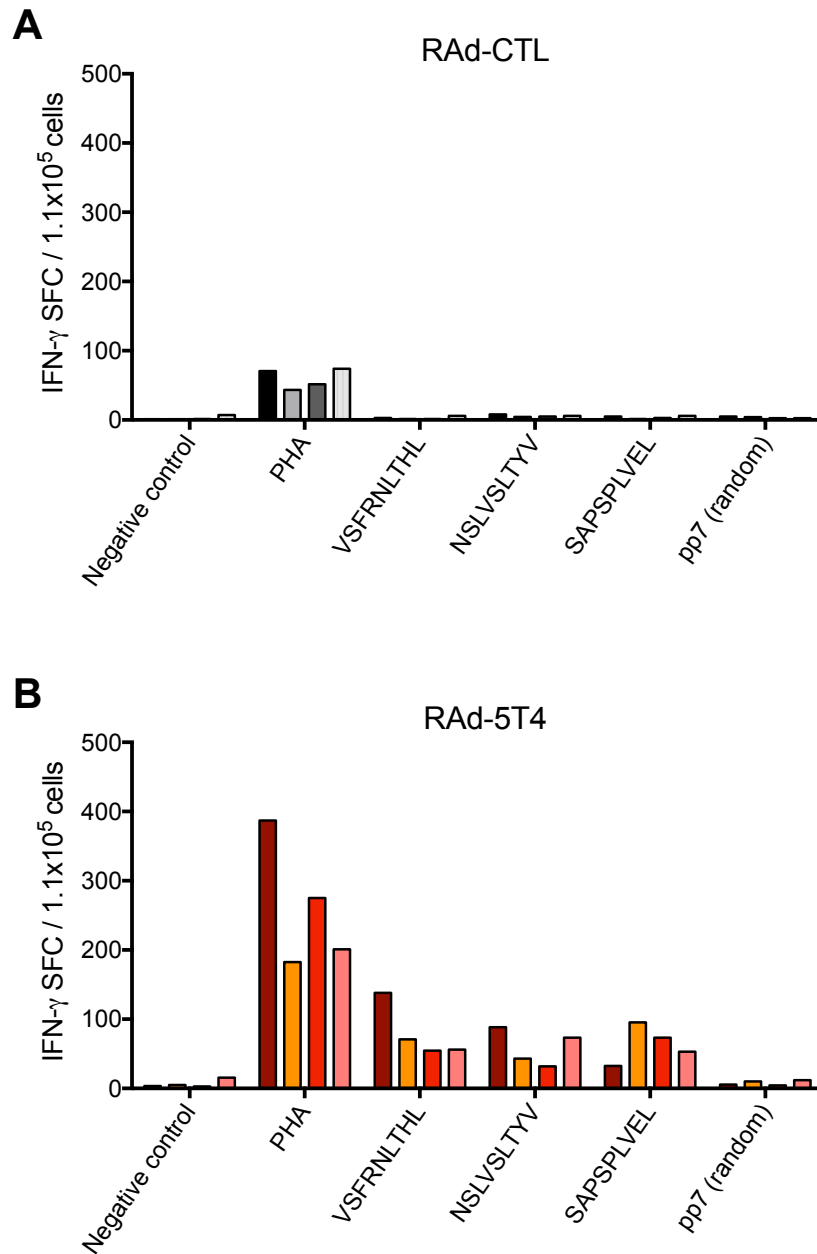 A
RAd-CTL
IFN-γ SFC / 1.1x10⁵ cells
500
400
300
200
100
0
Negative control
PHA
VSFRNLTHL
NSLVSLTYV
SAPSPLVEL
pp7 (random)
B
RAd-5T4
IFN-γ SFC / 1.1x10⁵ cells
500
400
300
200
100
0
Negative control
PHA
VSFRNLTHL
NSLVSLTYV
SAPSPLVEL
pp7 (random)